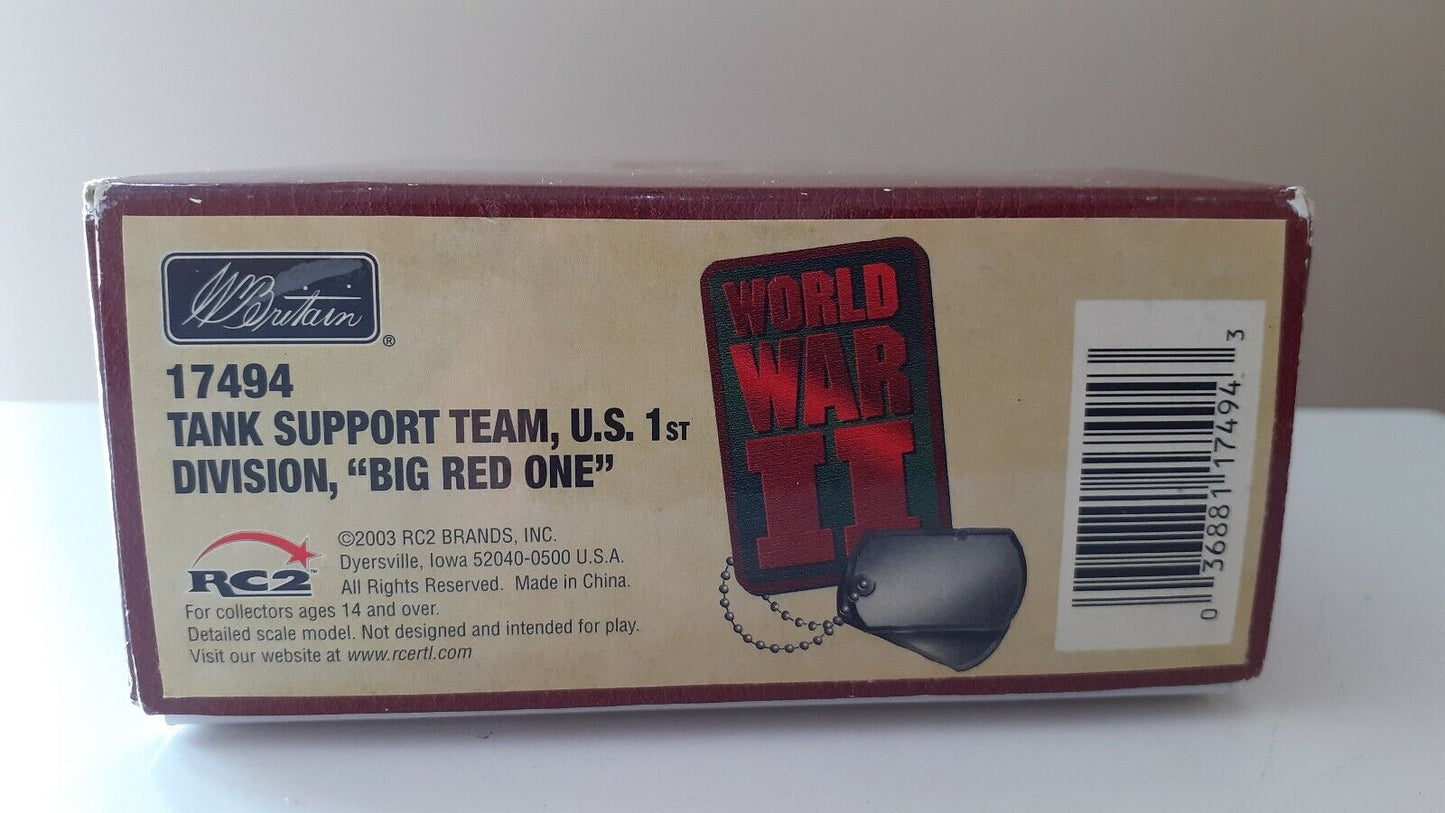 W Britain ®
17494
TANK SUPPORT TEAM, U.S. 1ST
DIVISION, “BIG RED ONE”
RC2™
©2003 RC2 BRANDS, INC.
Dyersville, Iowa 52040-0500 U.S.A.
All Rights Reserved. Made in China.
For collectors ages 14 and over.
Detailed scale model. Not designed and intended for play.
Visit our website at www.rcertl.com
WORLD
WAR
II
0 36881 17494 3